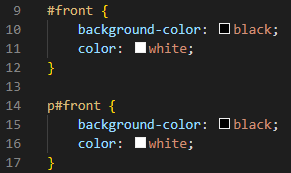 9 #front {
10 background-color: black;
11 color: white;
12 }
13
14 p#front {
15 background-color: black;
16 color: white;
17 }